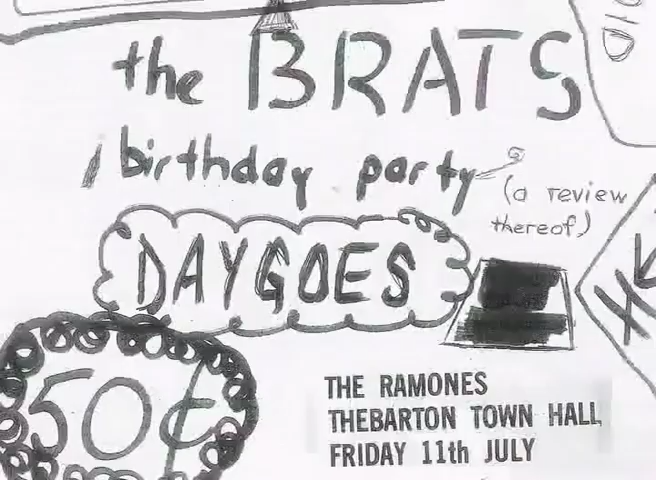 the BRATS
birthday party
(a review
thereof)
DAYGOES
50¢
THE RAMONES
THEBARTON TOWN HALL
FRIDAY 11th JULY